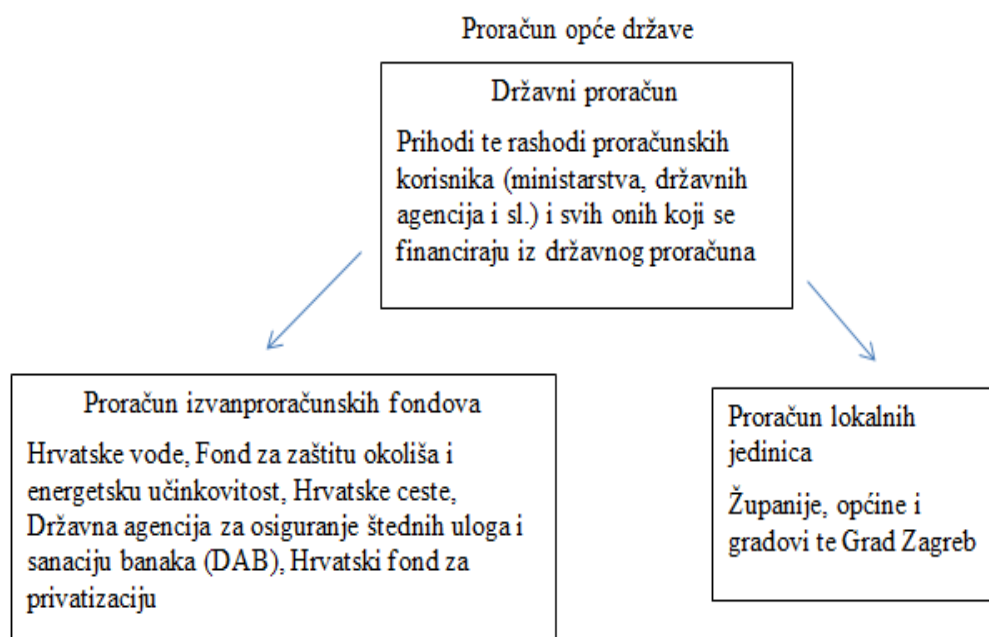 Proračun opće države
Državni proračun
Prihodi te rashodi proračunskih
korisnika (ministarstva, državnih
agencija i sl.) i svih onih koji se
financiraju iz državnog proračuna
Proračun izvanproračunskih fondova
Hrvatske vode, Fond za zaštitu okoliša i
energetsku učinkovitost, Hrvatske ceste,
Državna agencija za osiguranje štednih uloga i
sanaciju banaka (DAB), Hrvatski fond za
privatizaciju
Proračun lokalnih
jedinica
Županije, općine i
gradovi te Grad Zagreb